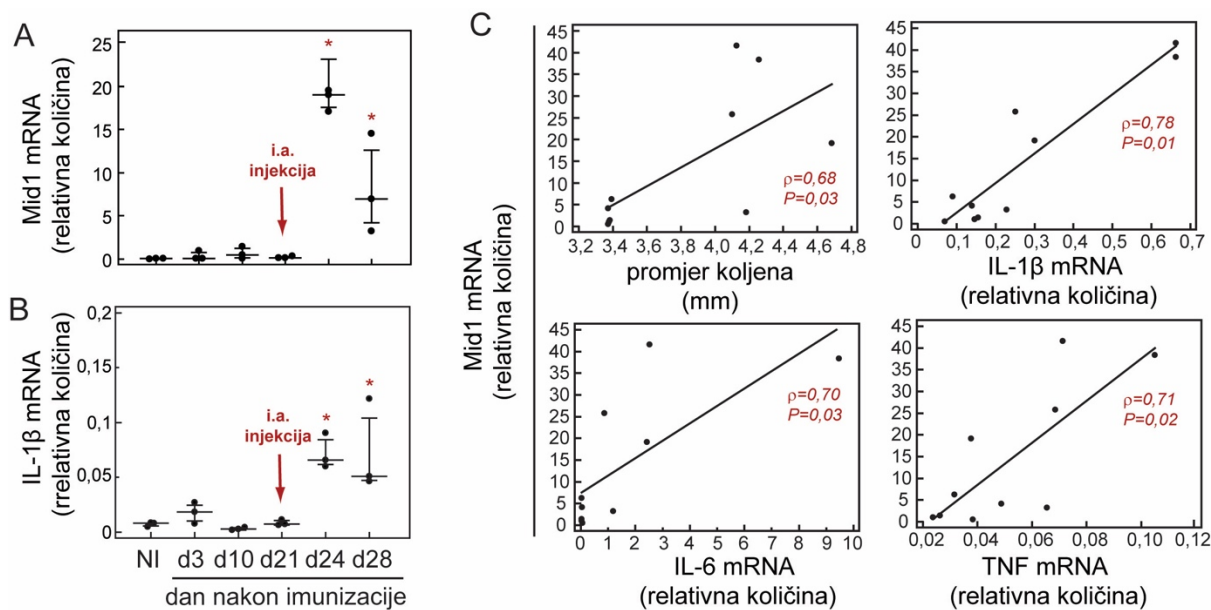 A
Mid1 mRNA
(relativna količina)
25
20
15
10
5
0
*
*
i.a.
injekcija
B
IL-1β mRNA
(rrelativna količina)
0,2
0,15
0,1
0,05
0
i.a.
injekcija
*
*
NI d3 d10 d21 d24 d28
dan nakon imunizacije
C
Mid1 mRNA
(relativna količina)
45
40
35
30
25
20
15
10
5
0
ρ=0,68
P=0,03
3,2 3,4 3,6 3,8 4,0 4,2 4,4 4,6 4,8
promjer koljena
(mm)
45
40
35
30
25
20
15
10
5
0
ρ=0,78
P=0,01
0 0,1 0,2 0,3 0,4 0,5 0,6 0,7
IL-1β mRNA
(relativna količina)
45
40
35
30
25
20
15
10
5
0
ρ=0,70
P=0,03
0 1 2 3 4 5 6 7 8 9 10
IL-6 mRNA
(relativna količina)
45
40
35
30
25
20
15
10
5
0
ρ=0,71
P=0,02
0,02 0,04 0,06 0,08 0,10 0,12
TNF mRNA
(relativna količina)